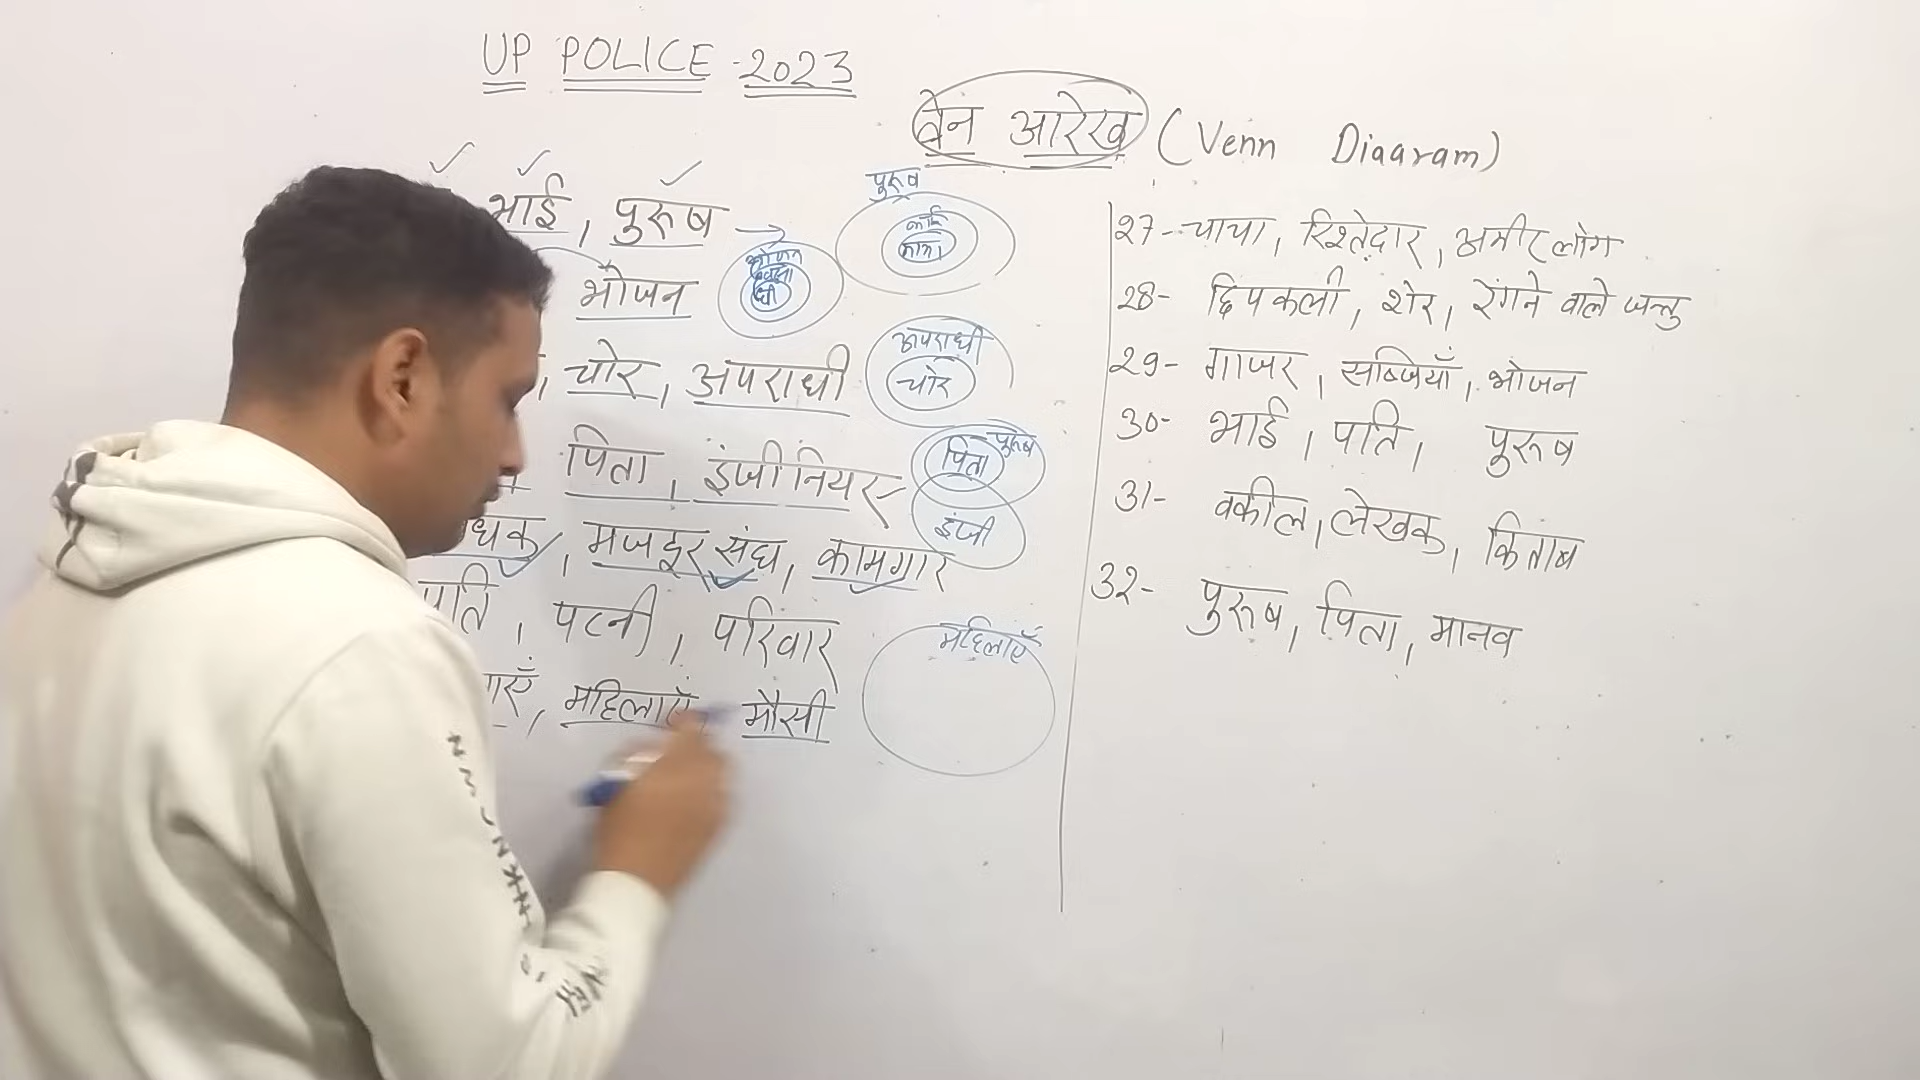 UP POLICE-2023
वेन आरेख (Venn Diagram)
भाई, पुरूष
पुरूष
भाई
भोजन
भोजन
घी
चोर, अपराधी
अपराधी
चोर
पिता, इंजीनियर
पिता
पुरूष
इंजी
मजदूर संघ, कामगार
पति, पत्नी, परिवार
महिलाएँ, मौसी
महिलाएँ
27- चाचा, रिश्तेदार, अमीर लोग
28- छिपकली, शेर, रेंगने वाले जन्तु
29- गाजर, सब्जियाँ, भोजन
30- भाई, पति, पुरूष
31- वकील, लेखक, किताब
32- पुरूष, पिता, मानव